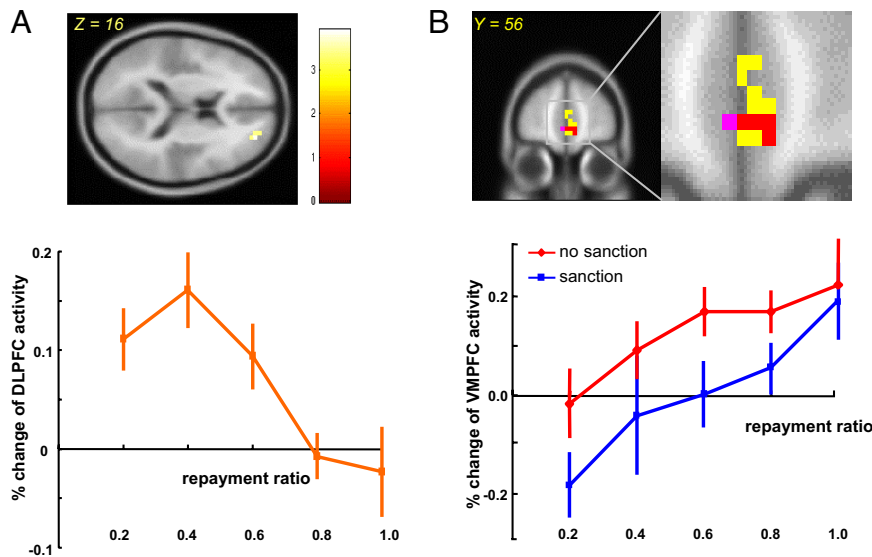 A
Z = 16
3
2
1
0
0.2
0.1
0
-0.1
% change of DLPFC activity
repayment ratio
0.2 0.4 0.6 0.8 1.0
B
Y = 56
no sanction
sanction
0.2
0.0
-0.2
% change of VMPFC activity
repayment ratio
0.2 0.4 0.6 0.8 1.0